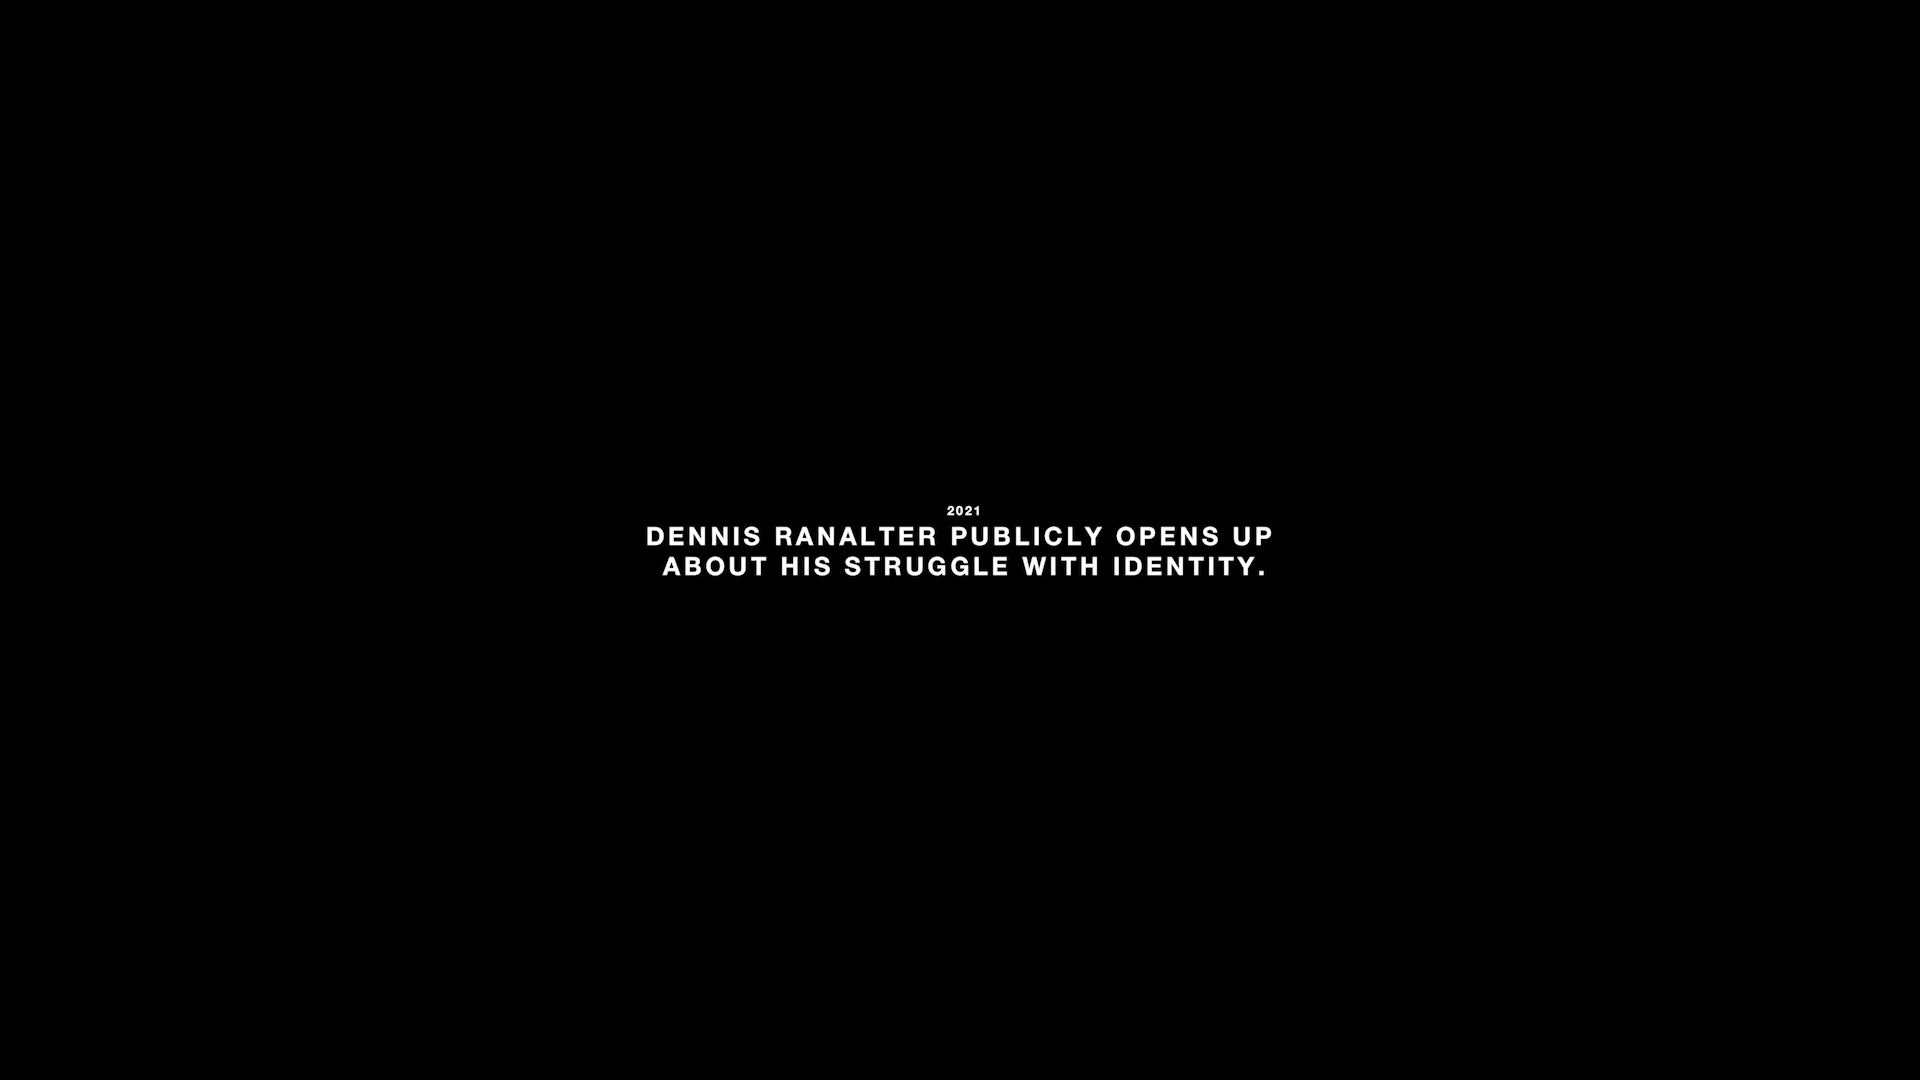 2021
DENNIS RANALTER PUBLICLY OPENS UP
ABOUT HIS STRUGGLE WITH IDENTITY.